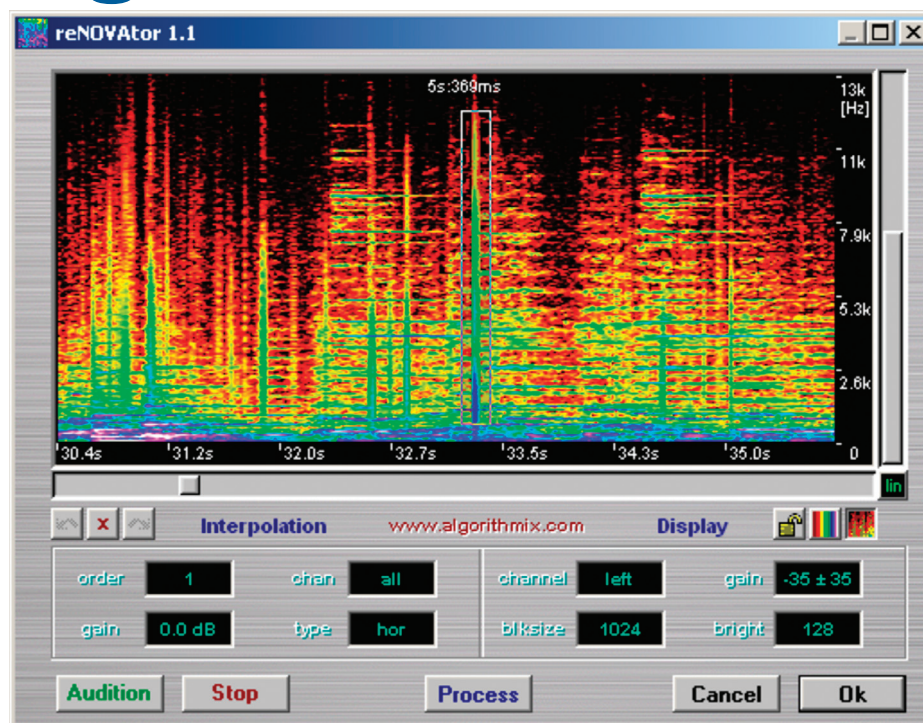 reNOVAtor 1.1
5s:369ms
13k
[Hz]
11k
7.9k
5.3k
2.6k
0
30.4s 31.2s 32.0s 32.7s 33.5s 34.3s 35.0s
lin
Interpolation www.algorithmix.com Display
order 1 chan all channel left gain -35 ± 35
gain 0.0 dB type hor blksize 1024 bright 128
Audition Stop Process Cancel Ok